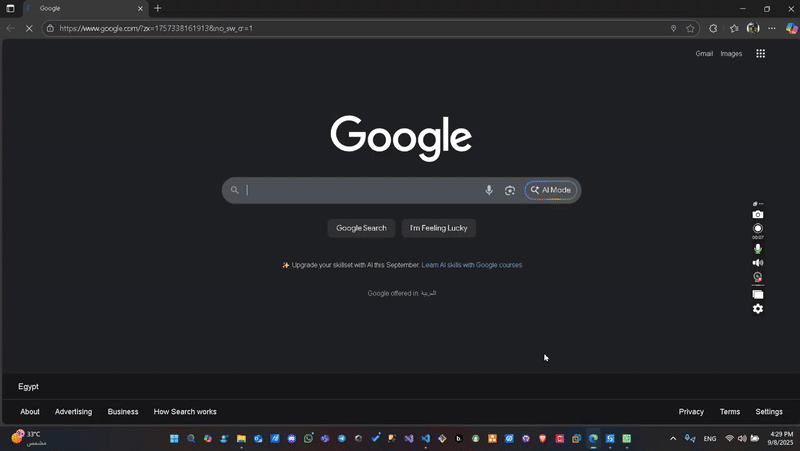 Google
https://www.google.com/?zx=1757338161913&no_sw_cr=1
Gmail Images
Google
AI Mode
Google Search I'm Feeling Lucky
Upgrade your skillset with AI this September. Learn AI skills with Google courses
Google offered in: العربية
00:07
Egypt
About Advertising Business How Search works Privacy Terms Settings
33°C
مشمس
ENG
4:29 PM
9/8/2025